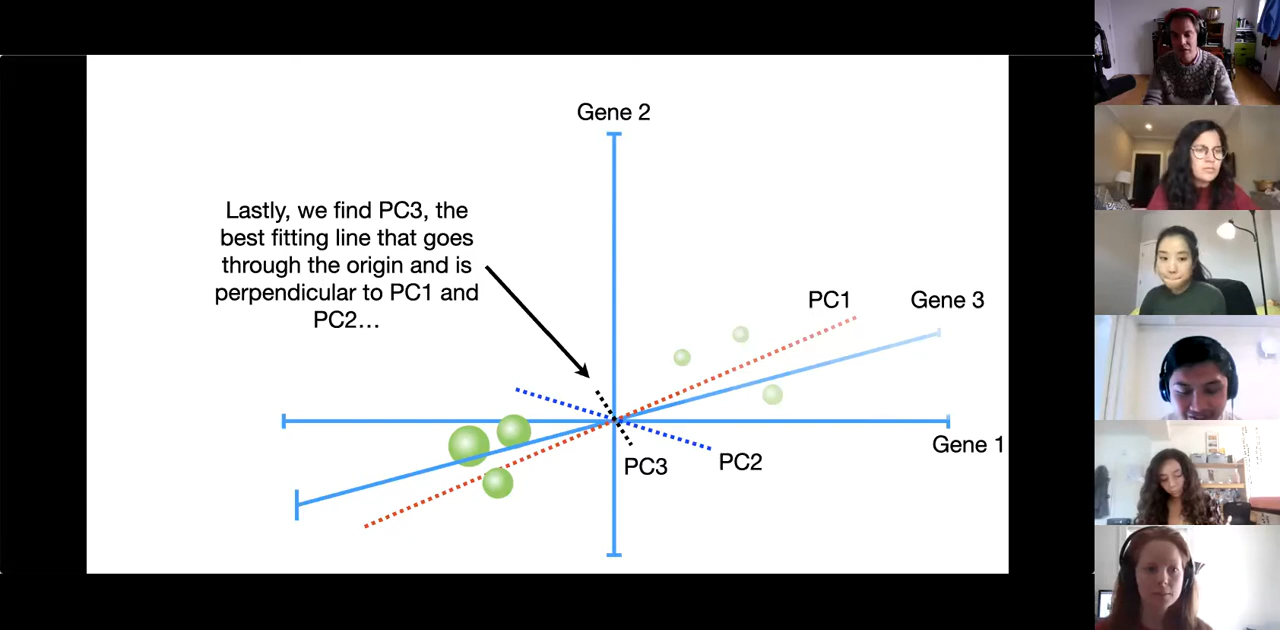 Gene 2
Lastly, we find PC3, the
best fitting line that goes
through the origin and is
perpendicular to PC1 and
PC2…
PC1
Gene 3
Gene 1
PC3
PC2